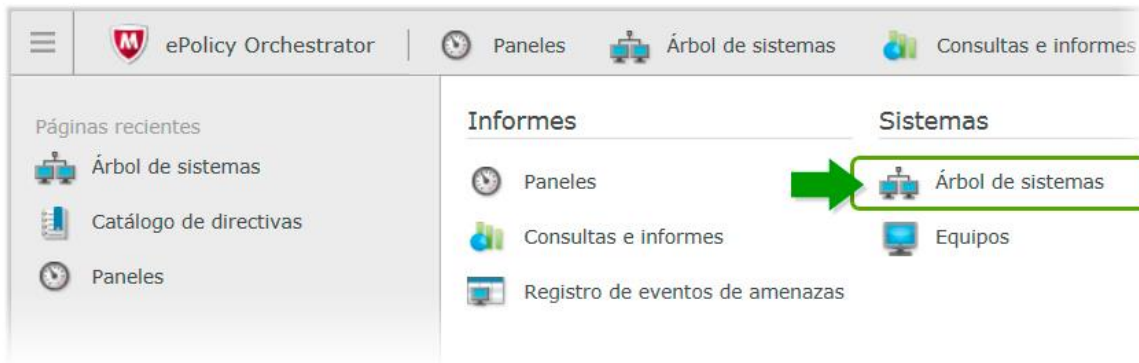 ePolicy Orchestrator
Paneles
Árbol de sistemas
Consultas e informes
Páginas recientes
Árbol de sistemas
Catálogo de directivas
Paneles
Informes
Paneles
Consultas e informes
Registro de eventos de amenazas
Sistemas
Árbol de sistemas
Equipos